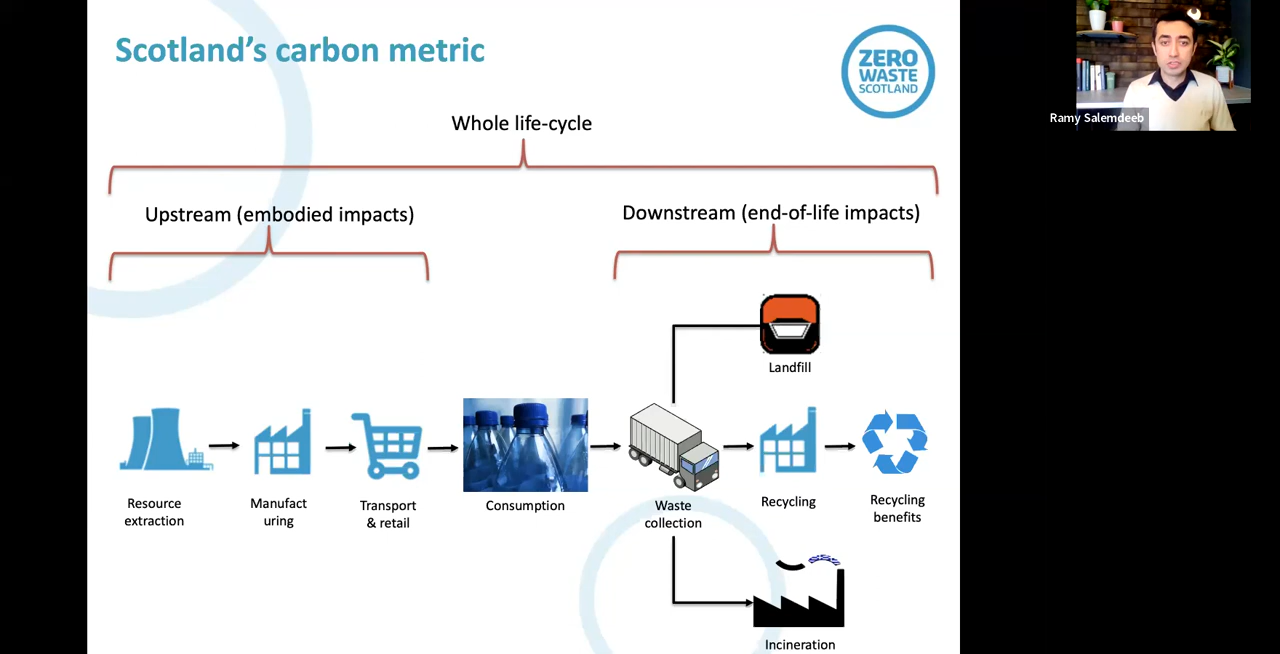 Scotland's carbon metric
ZERO
WASTE
SCOTLAND
Ramy Salemdeeb
Whole life-cycle
Upstream (embodied impacts)
Downstream (end-of-life impacts)
Landfill
Resource
extraction
Manufact
uring
Transport
& retail
Consumption
Waste
collection
Recycling
Recycling
benefits
Incineration